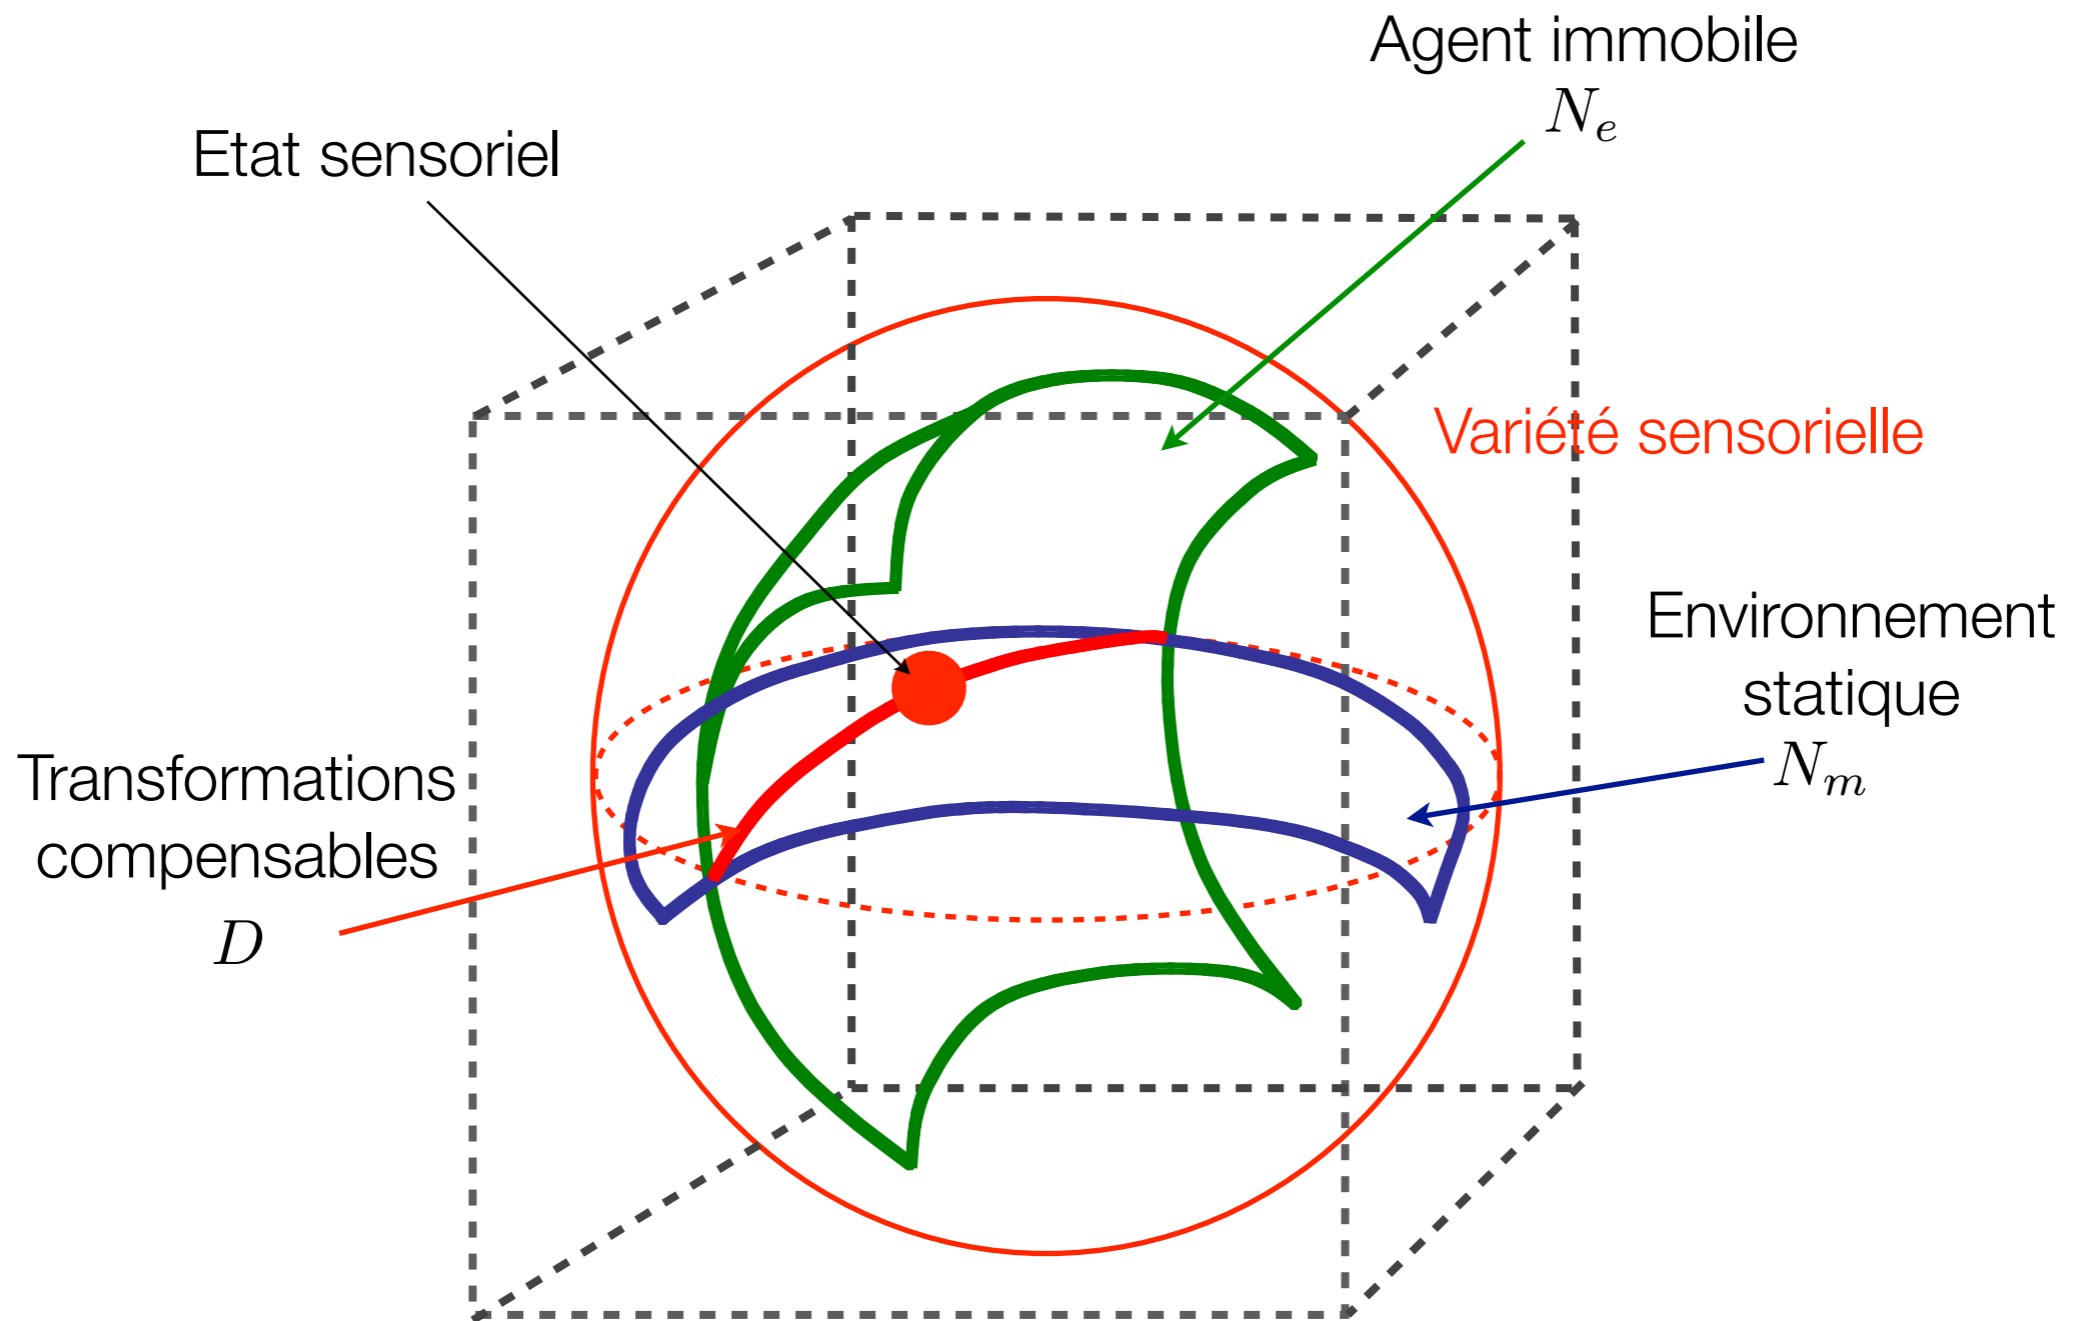 Agent immobile
N_e
Etat sensoriel
Variété sensorielle
Environnement
statique
N_m
Transformations
compensables
D